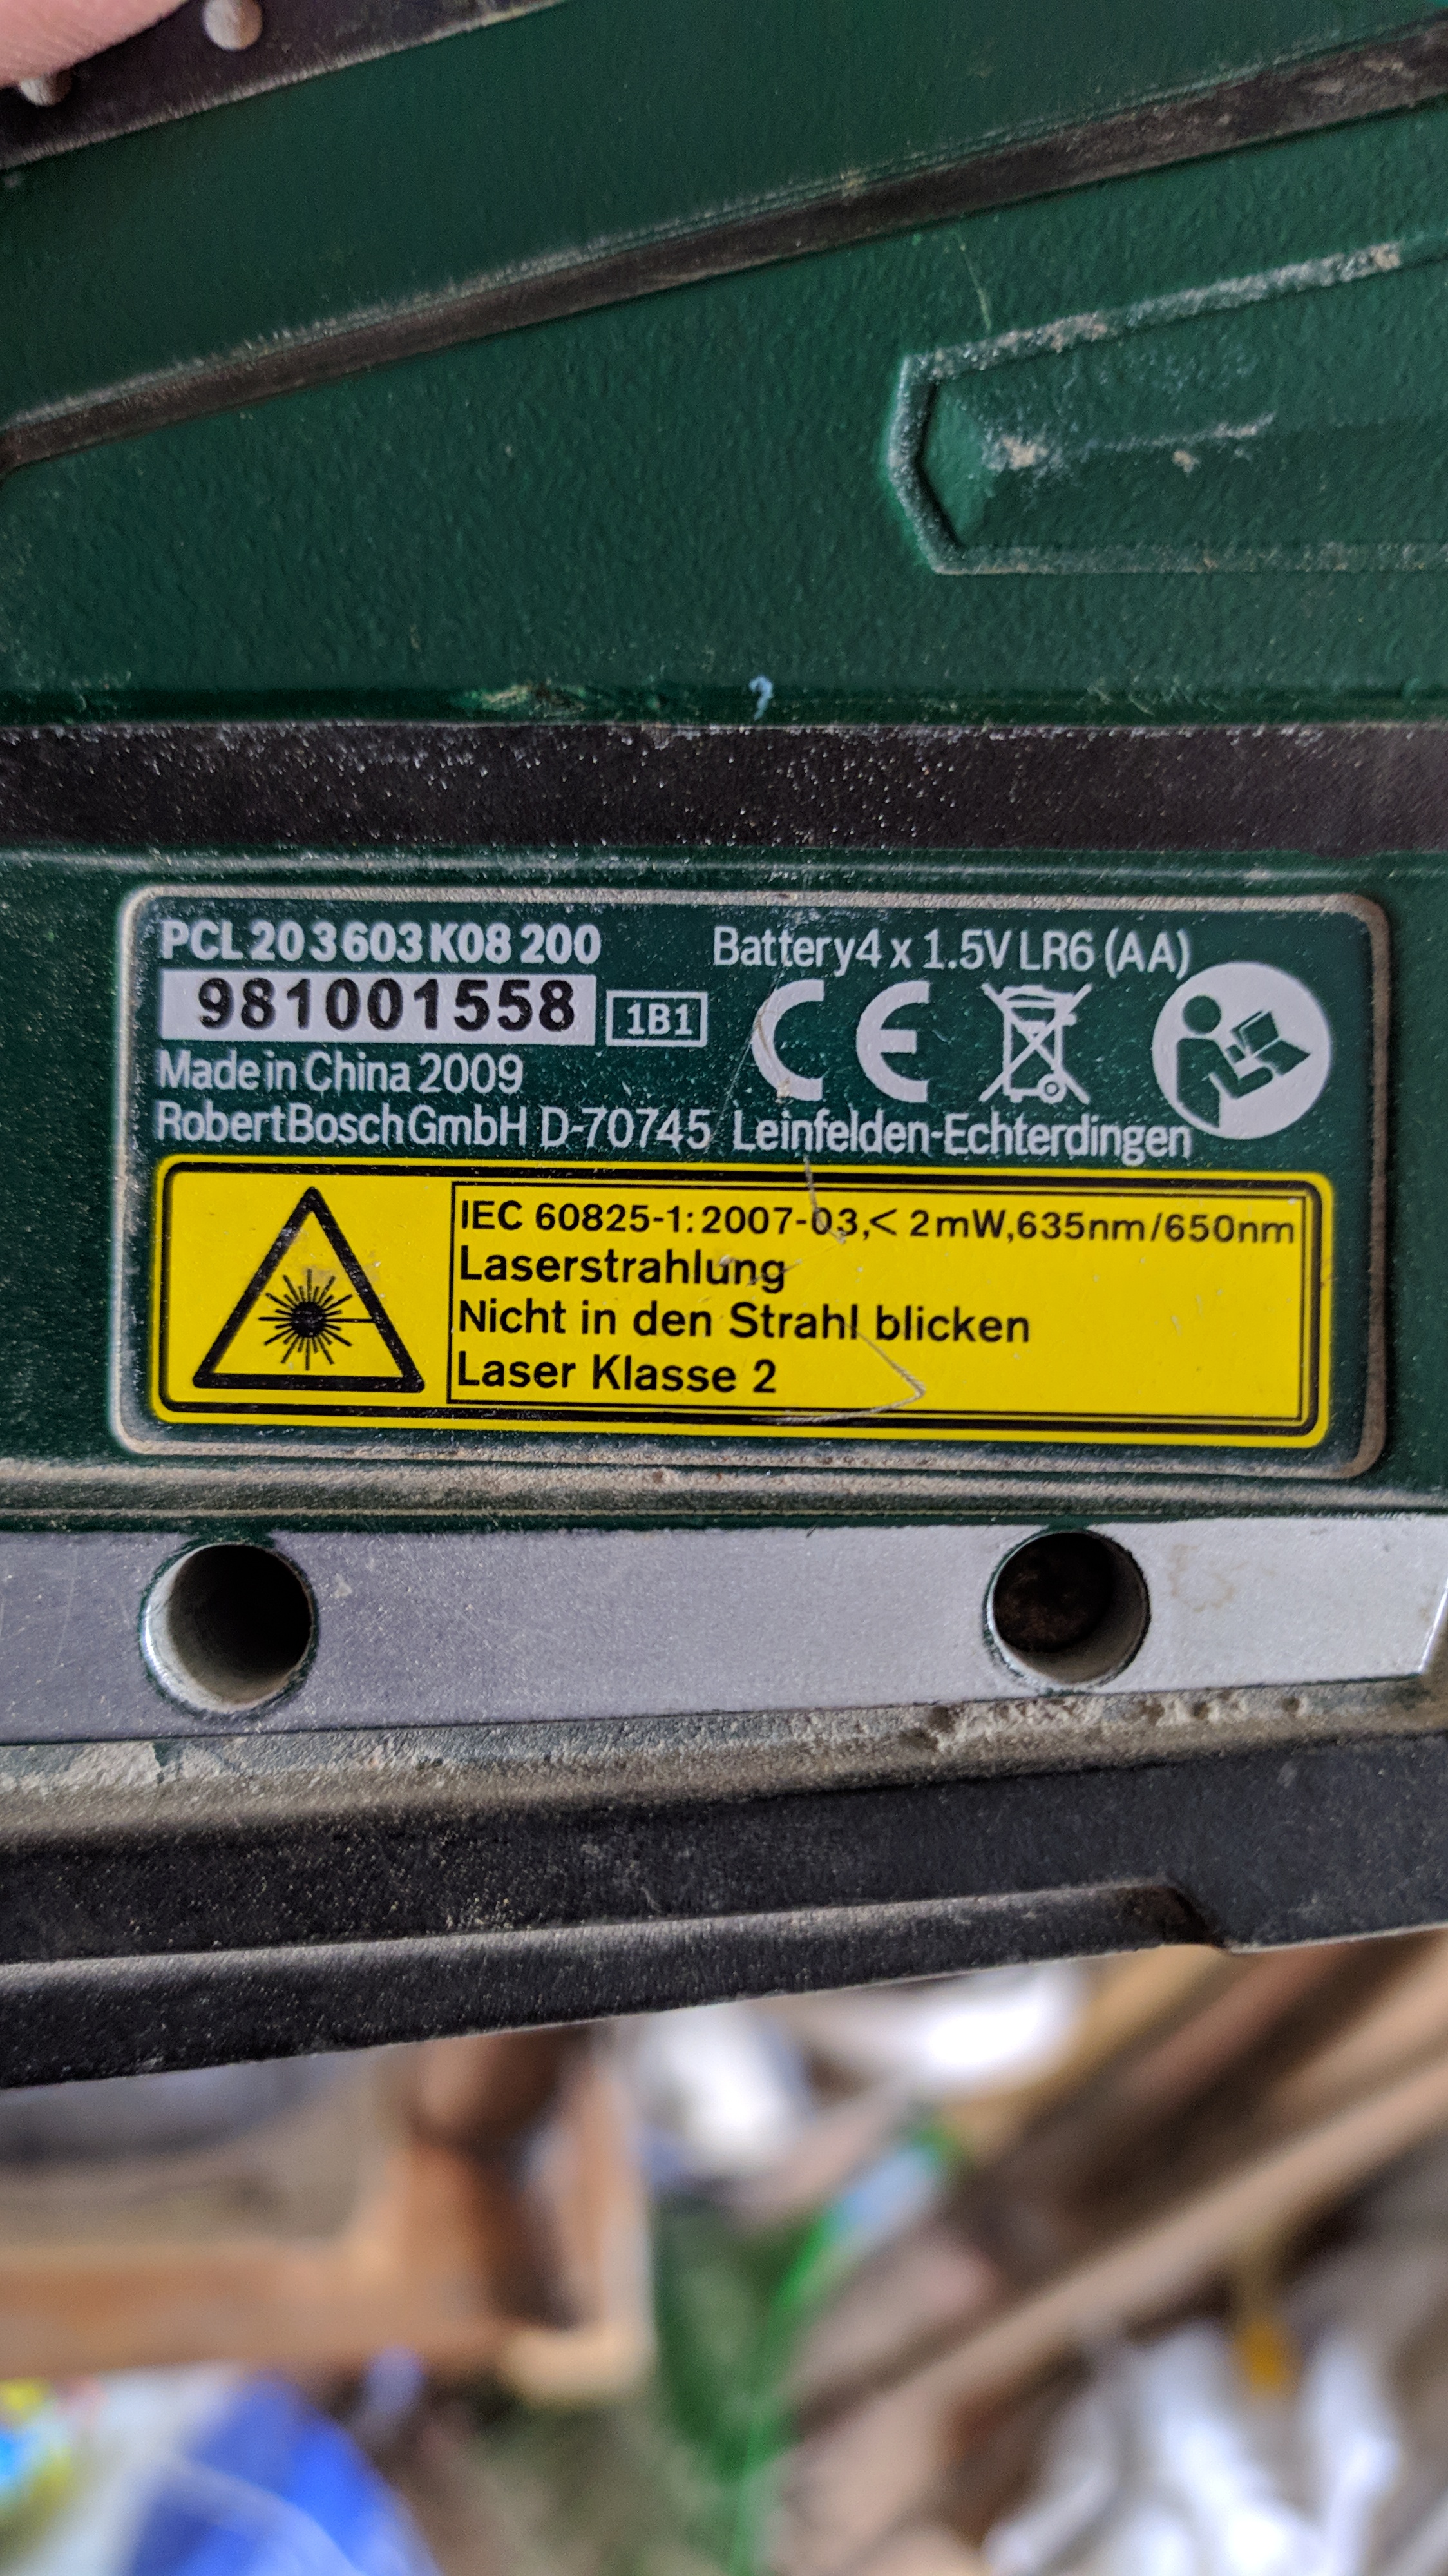 PCL 20 3 603 K08 200
Battery 4 x 1.5V LR6 (AA)
981001558 1B1
CE
Made in China 2009
Robert Bosch GmbH D-70745 Leinfelden-Echterdingen
IEC 60825-1:2007-03,< 2mW,635nm/650nm
Laserstrahlung
Nicht in den Strahl blicken
Laser Klasse 2